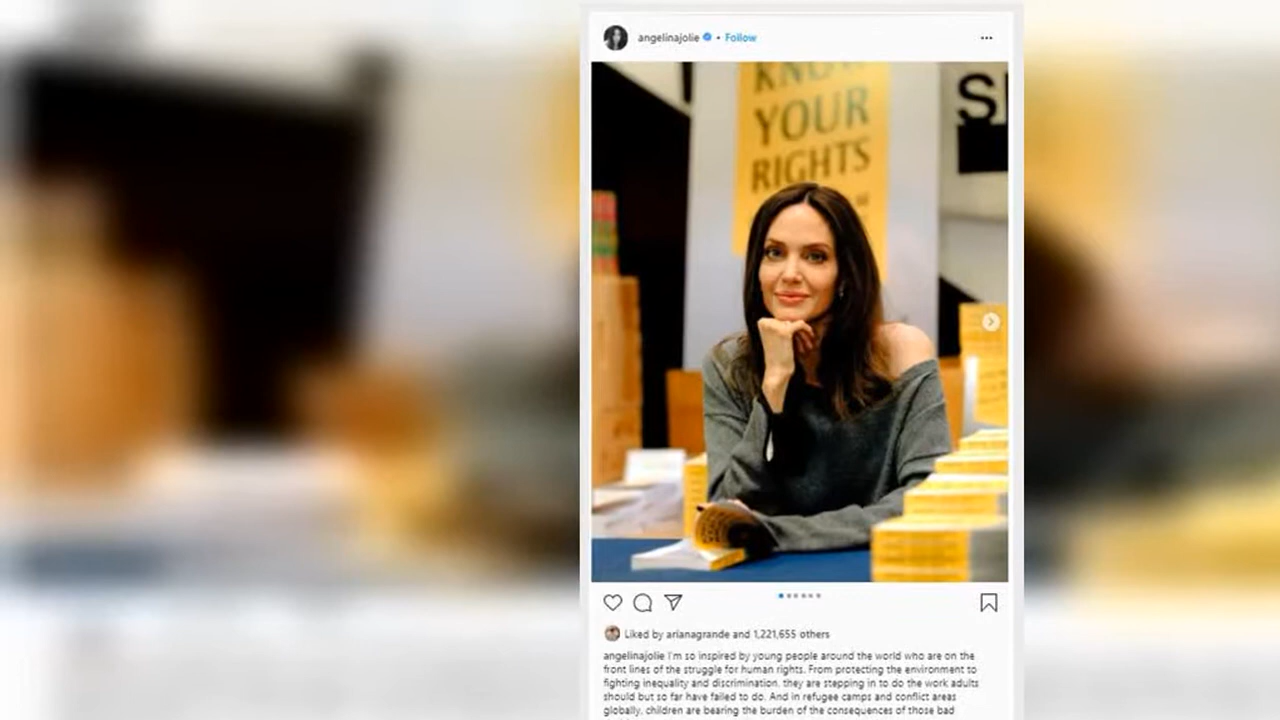 angelinajolie • Follow
KNOW
YOUR
RIGHTS
Liked by arianagrande and 1,221,655 others
angelinajolie I'm so inspired by young people around the world who are on the
front lines of the struggle for human rights. From protecting the environment to
fighting inequality and discrimination, they are stepping in to do the work adults
should but so far have failed to do. And in refugee camps and conflict areas
globally, children are bearing the burden of the consequences of those bad